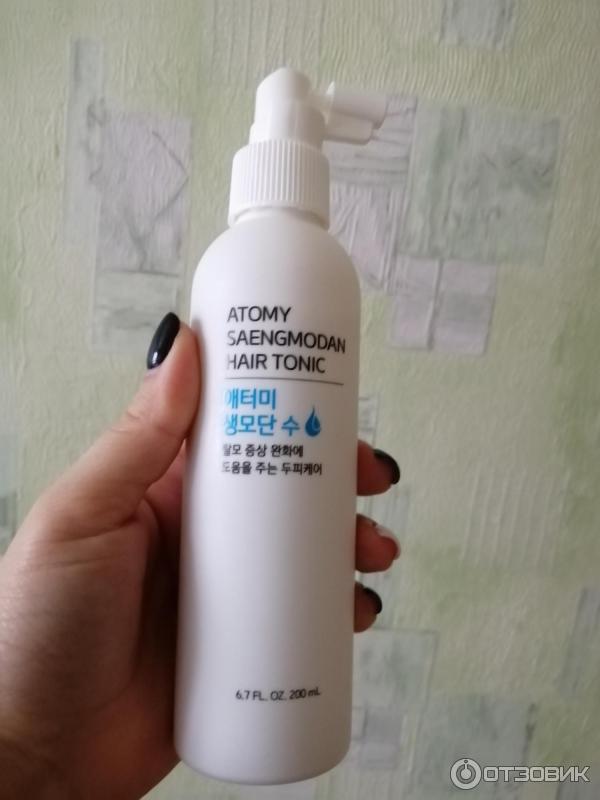 ATOMY
SAENGMODAN
HAIR TONIC
애터미
생모단 수
탈모 증상 완화에
도움을 주는 두피케어
6.7 FL. OZ. 200 mL
ОТЗОВИК